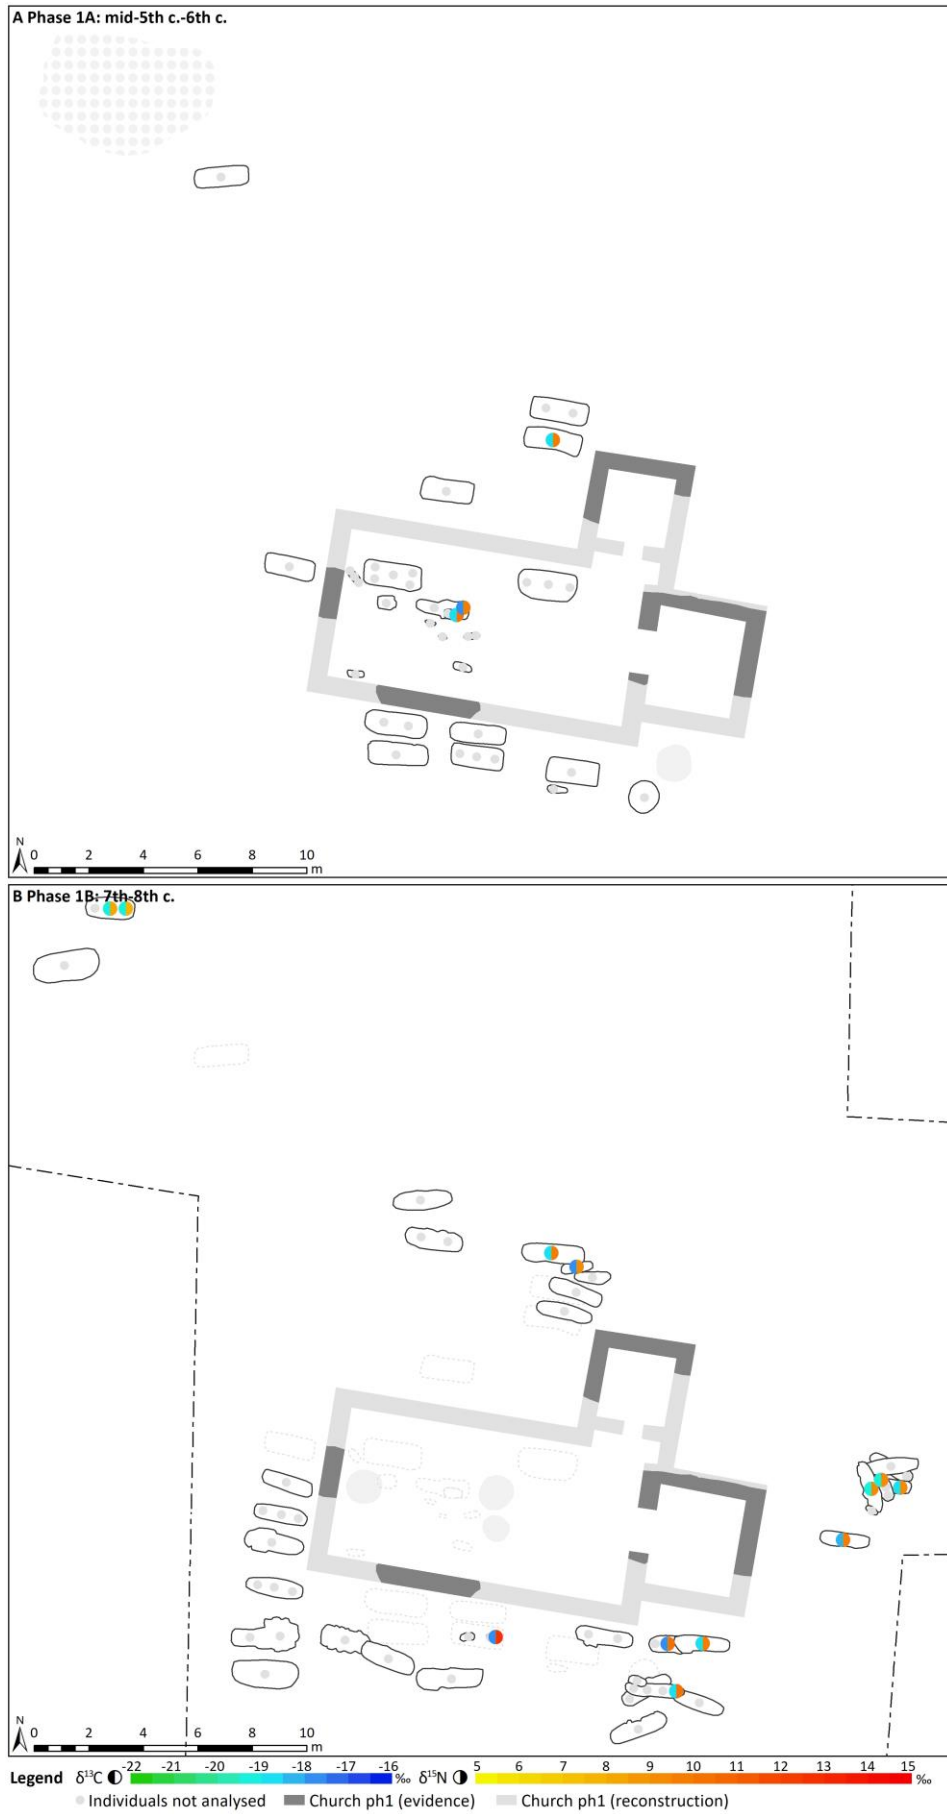 A Phase 1A: mid-5th c.-6th c.
N
0 2 4 6 8 10
m
B Phase 1B: 7th-8th c.
N
0 2 4 6 8 10
m
Legend δ¹³C -22 -21 -20 -19 -18 -17 -16 ‰ δ¹⁵N 5 6 7 8 9 10 11 12 13 14 15 ‰
Individuals not analysed Church ph1 (evidence) Church ph1 (reconstruction)